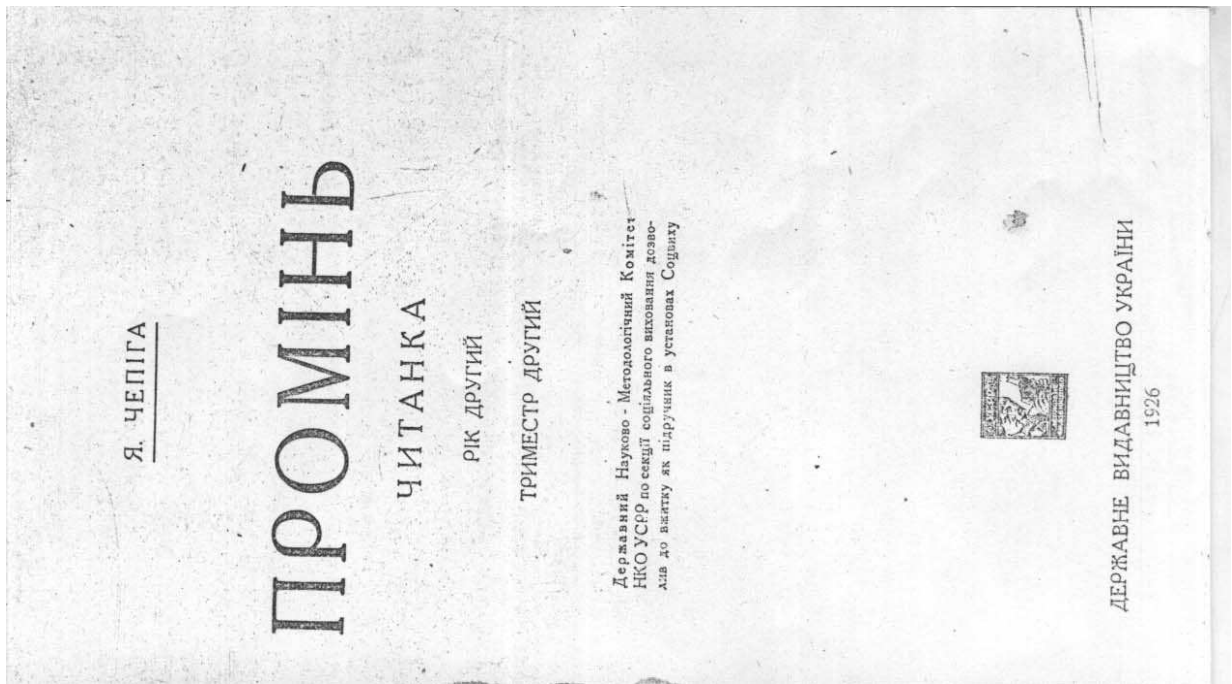 Я. ЧЕПІГА
ПРОМІНЬ
ЧИТАНКА
РІК ДРУГИЙ
ТРИМЕСТР ДРУГИЙ
Державний Науково - Методологічний Комітет
НКО УСРР по секції соціяльного виховання дозво-
лив до вжитку як підручник в установах Соцвиху
ДЕРЖАВНЕ ВИДАВНИЦТВО УКРАЇНИ
1926